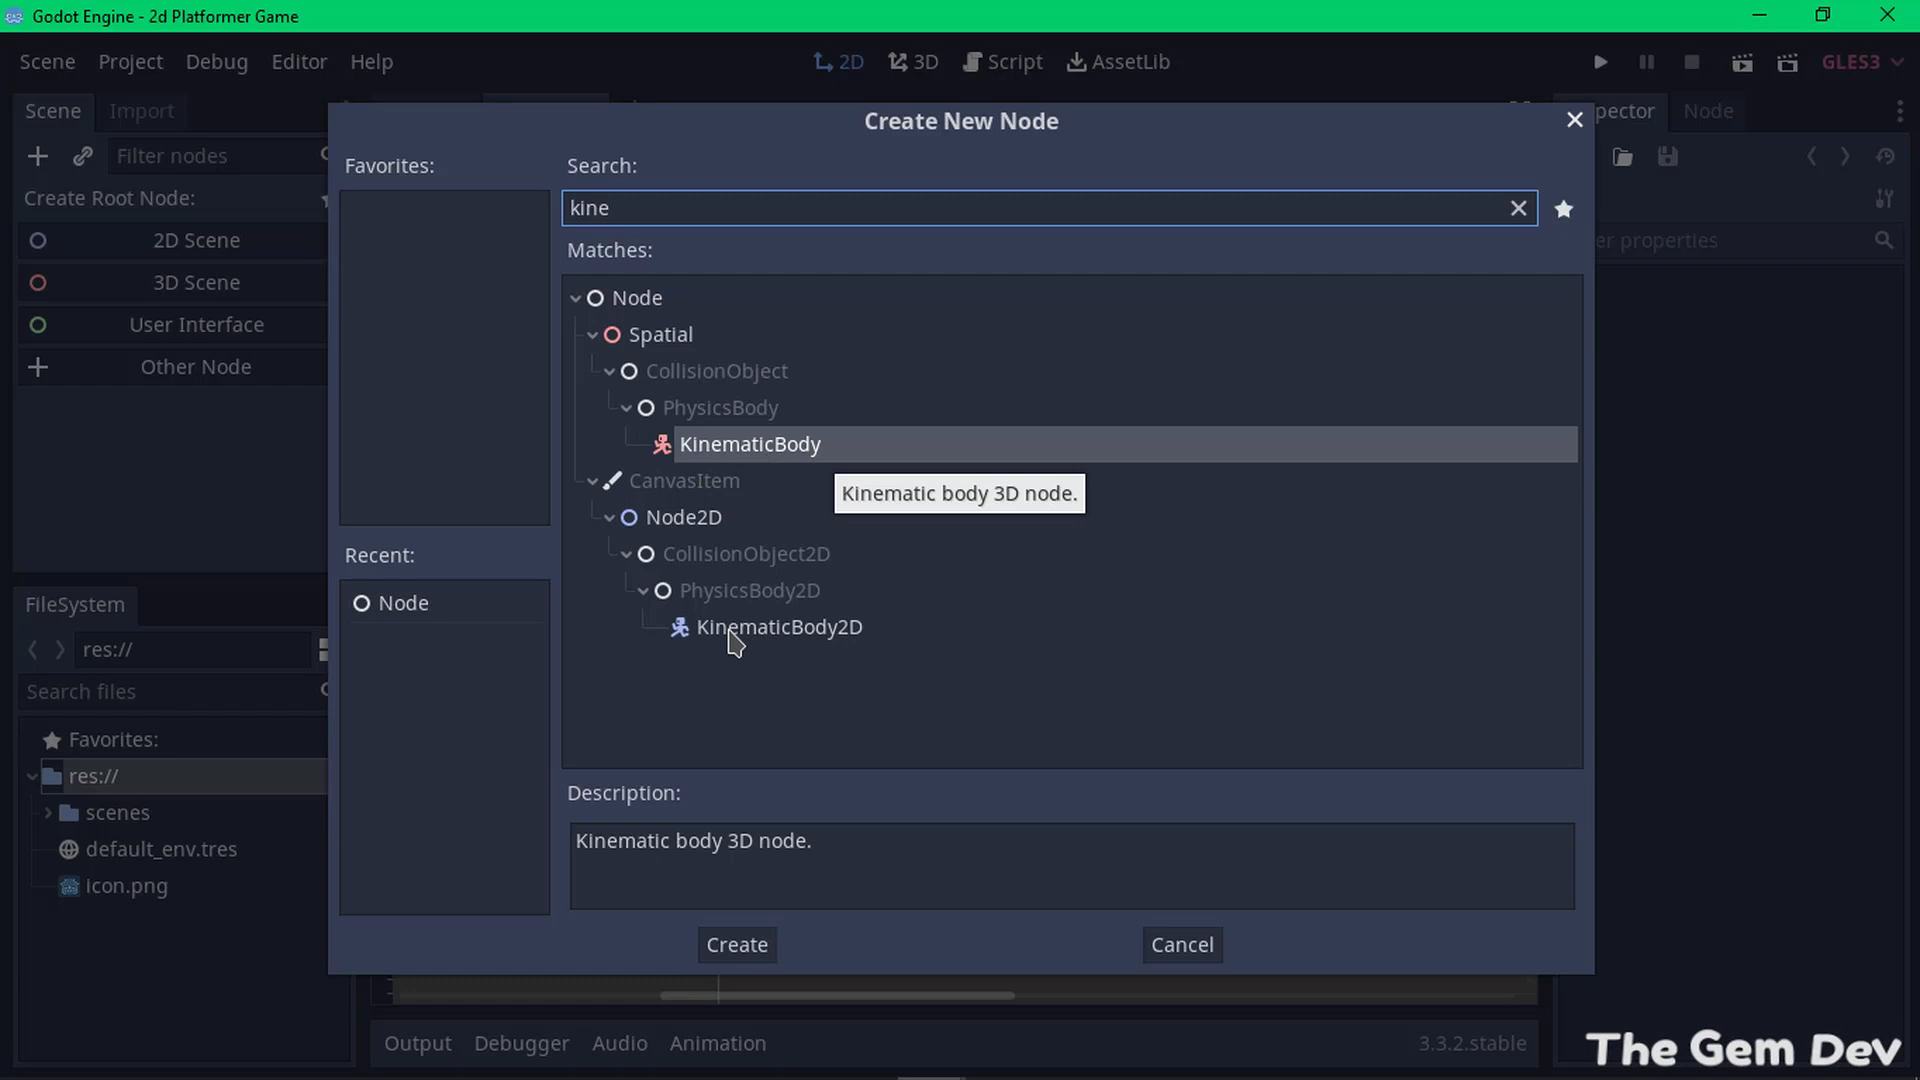 Godot Engine - 2d Platformer Game
Scene Project Debug Editor Help
2D 3D Script AssetLib
GLES3
Scene Import
Create New Node
pector Node
Filter nodes
Favorites:
Search:
Create Root Node:
kine
2D Scene
Matches:
er properties
3D Scene
Node
User Interface
Spatial
Other Node
CollisionObject
PhysicsBody
KinematicBody
CanvasItem
Kinematic body 3D node.
Node2D
Recent:
CollisionObject2D
Node
PhysicsBody2D
FileSystem
KinematicBody2D
res://
Search files
Favorites:
res://
Description:
scenes
Kinematic body 3D node.
default_env.tres
icon.png
Create Cancel
Output Debugger Audio Animation
3.3.2.stable
The Gem Dev